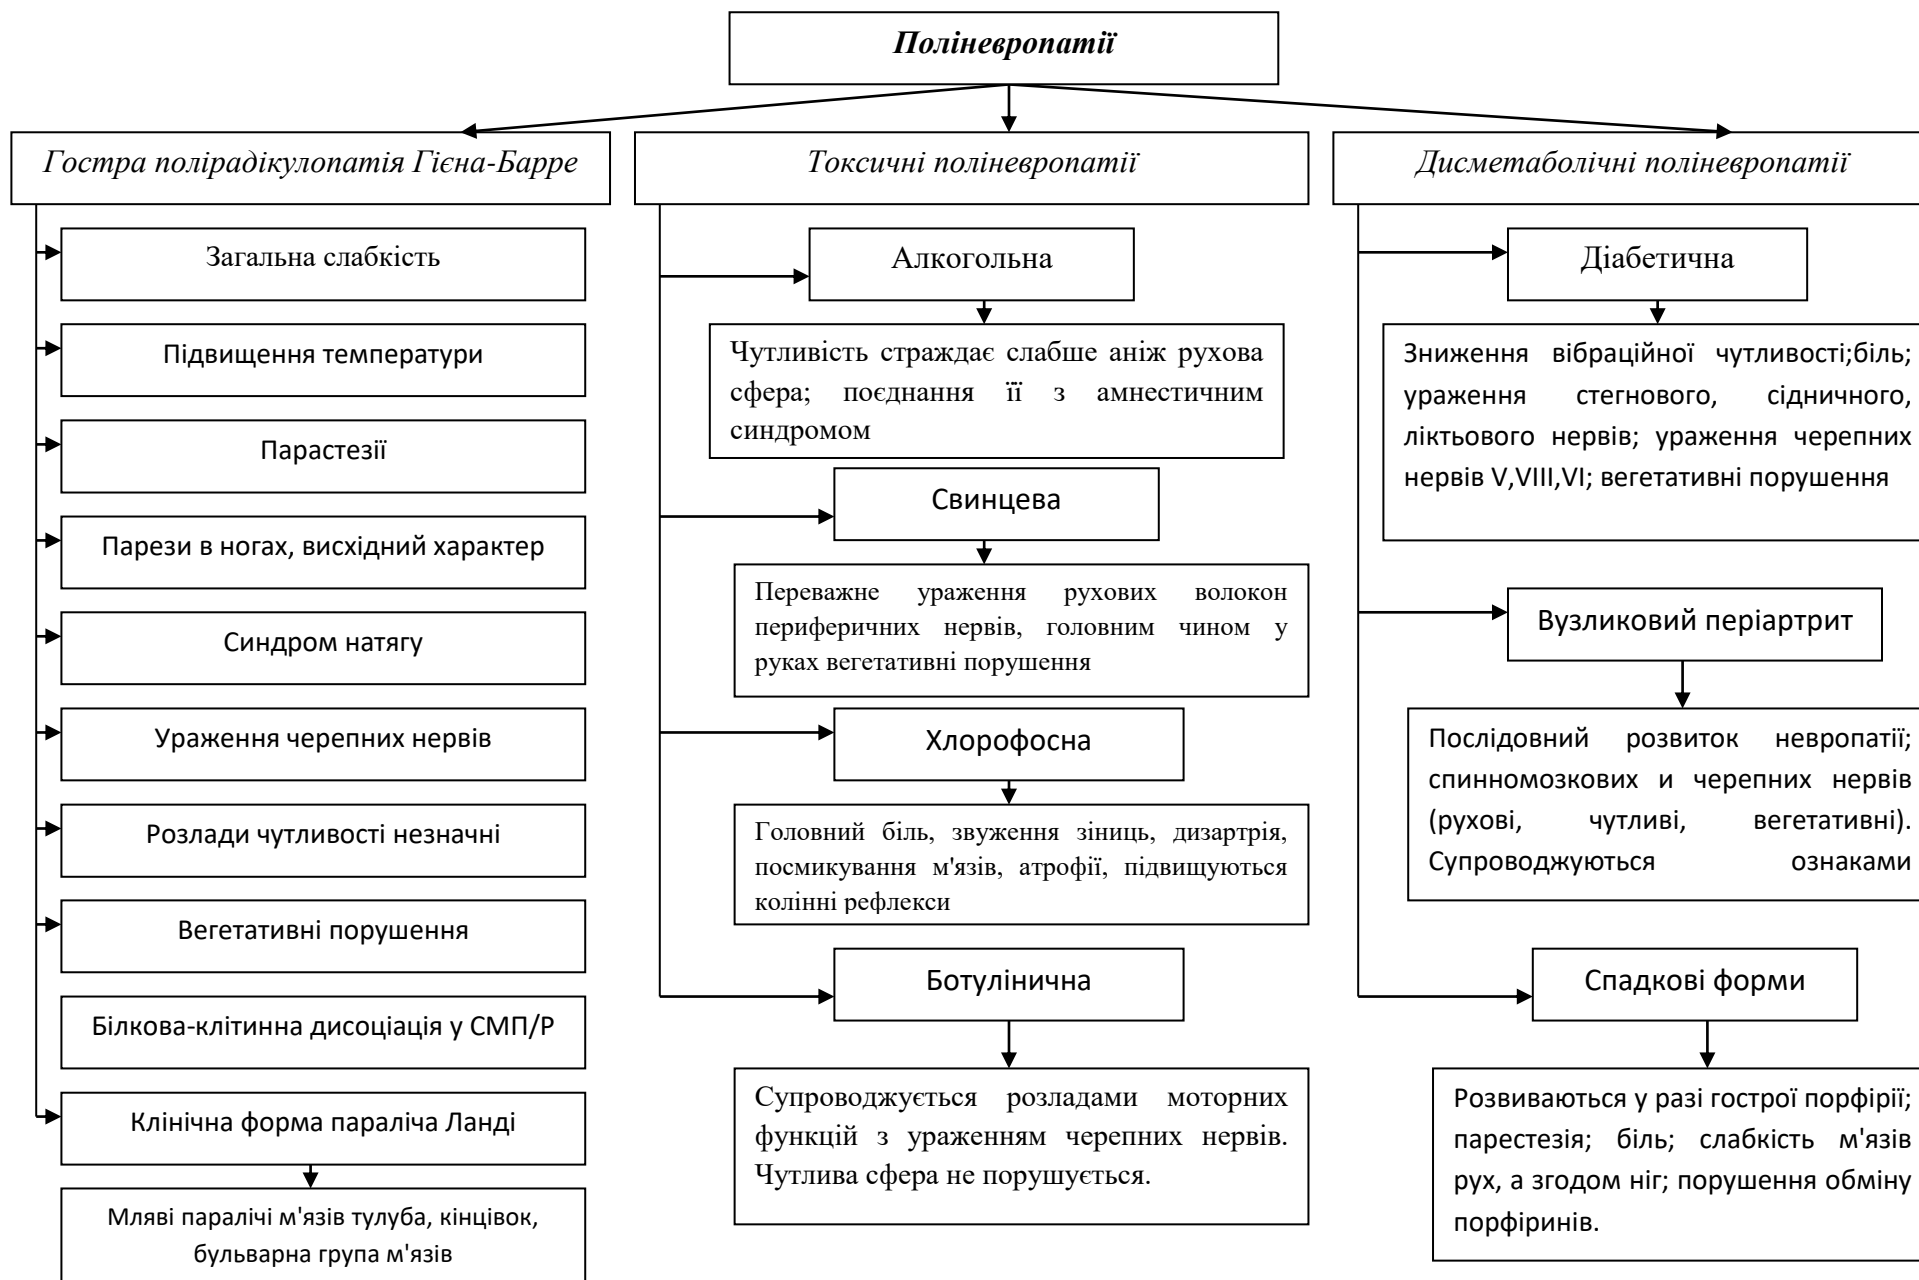 Поліневропатії
Гостра полірадікулопатія Гієна-Барре
Загальна слабкість
Підвищення температури
Парастезії
Парези в ногах, висхідний характер
Синдром натягу
Ураження черепних нервів
Розлади чутливості незначні
Вегетативні порушення
Білкова-клітинна дисоціація у СМП/Р
Клінічна форма параліча Ланді
Мляві паралічі м'язів тулуба, кінцівок,
бульварна група м'язів
Токсичні поліневропатії
Алкогольна
Чутливість страждає слабше аніж рухова
сфера; поєднання її з амнестичним
синдромом
Свинцева
Переважне ураження рухових волокон
периферичних нервів, головним чином у
руках вегетативні порушення
Хлорофосна
Головний біль, звуження зіниць, дизартрія,
посмикування м'язів, атрофії, підвищуються
колінні рефлекси
Ботулінична
Супроводжується розладами моторних
функцій з ураженням черепних нервів.
Чутлива сфера не порушується.
Дисметаболічні поліневропатії
Діабетична
Зниження вібраційної чутливості;біль;
ураження стегнового, сідничного,
ліктьового нервів; ураження черепних
нервів V,VIII,VI; вегетативні порушення
Вузликовий періартрит
Послідовний розвиток невропатії;
спинномозкових и черепних нервів
(рухові, чутливі, вегетативні).
Супроводжуються ознаками
Спадкові форми
Розвиваються у разі гострої порфірії;
парестезія; біль; слабкість м'язів
рух, а згодом ніг; порушення обміну
порфіринів.